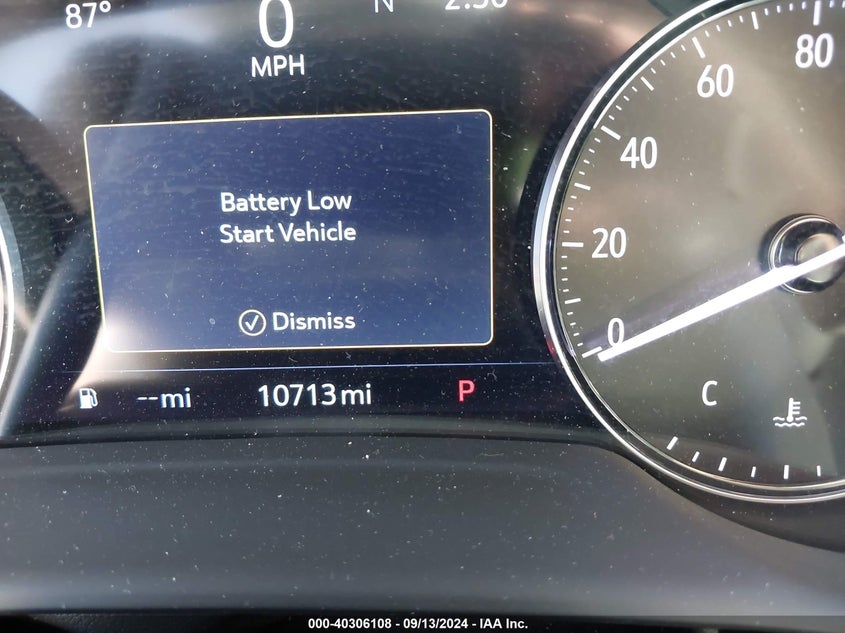 87° 0 N
MPH
Battery Low
Start Vehicle
Dismiss
--mi 10713mi P
80
60
40
20
0
C
000-40306108 - 09/13/2024 - IAA Inc.